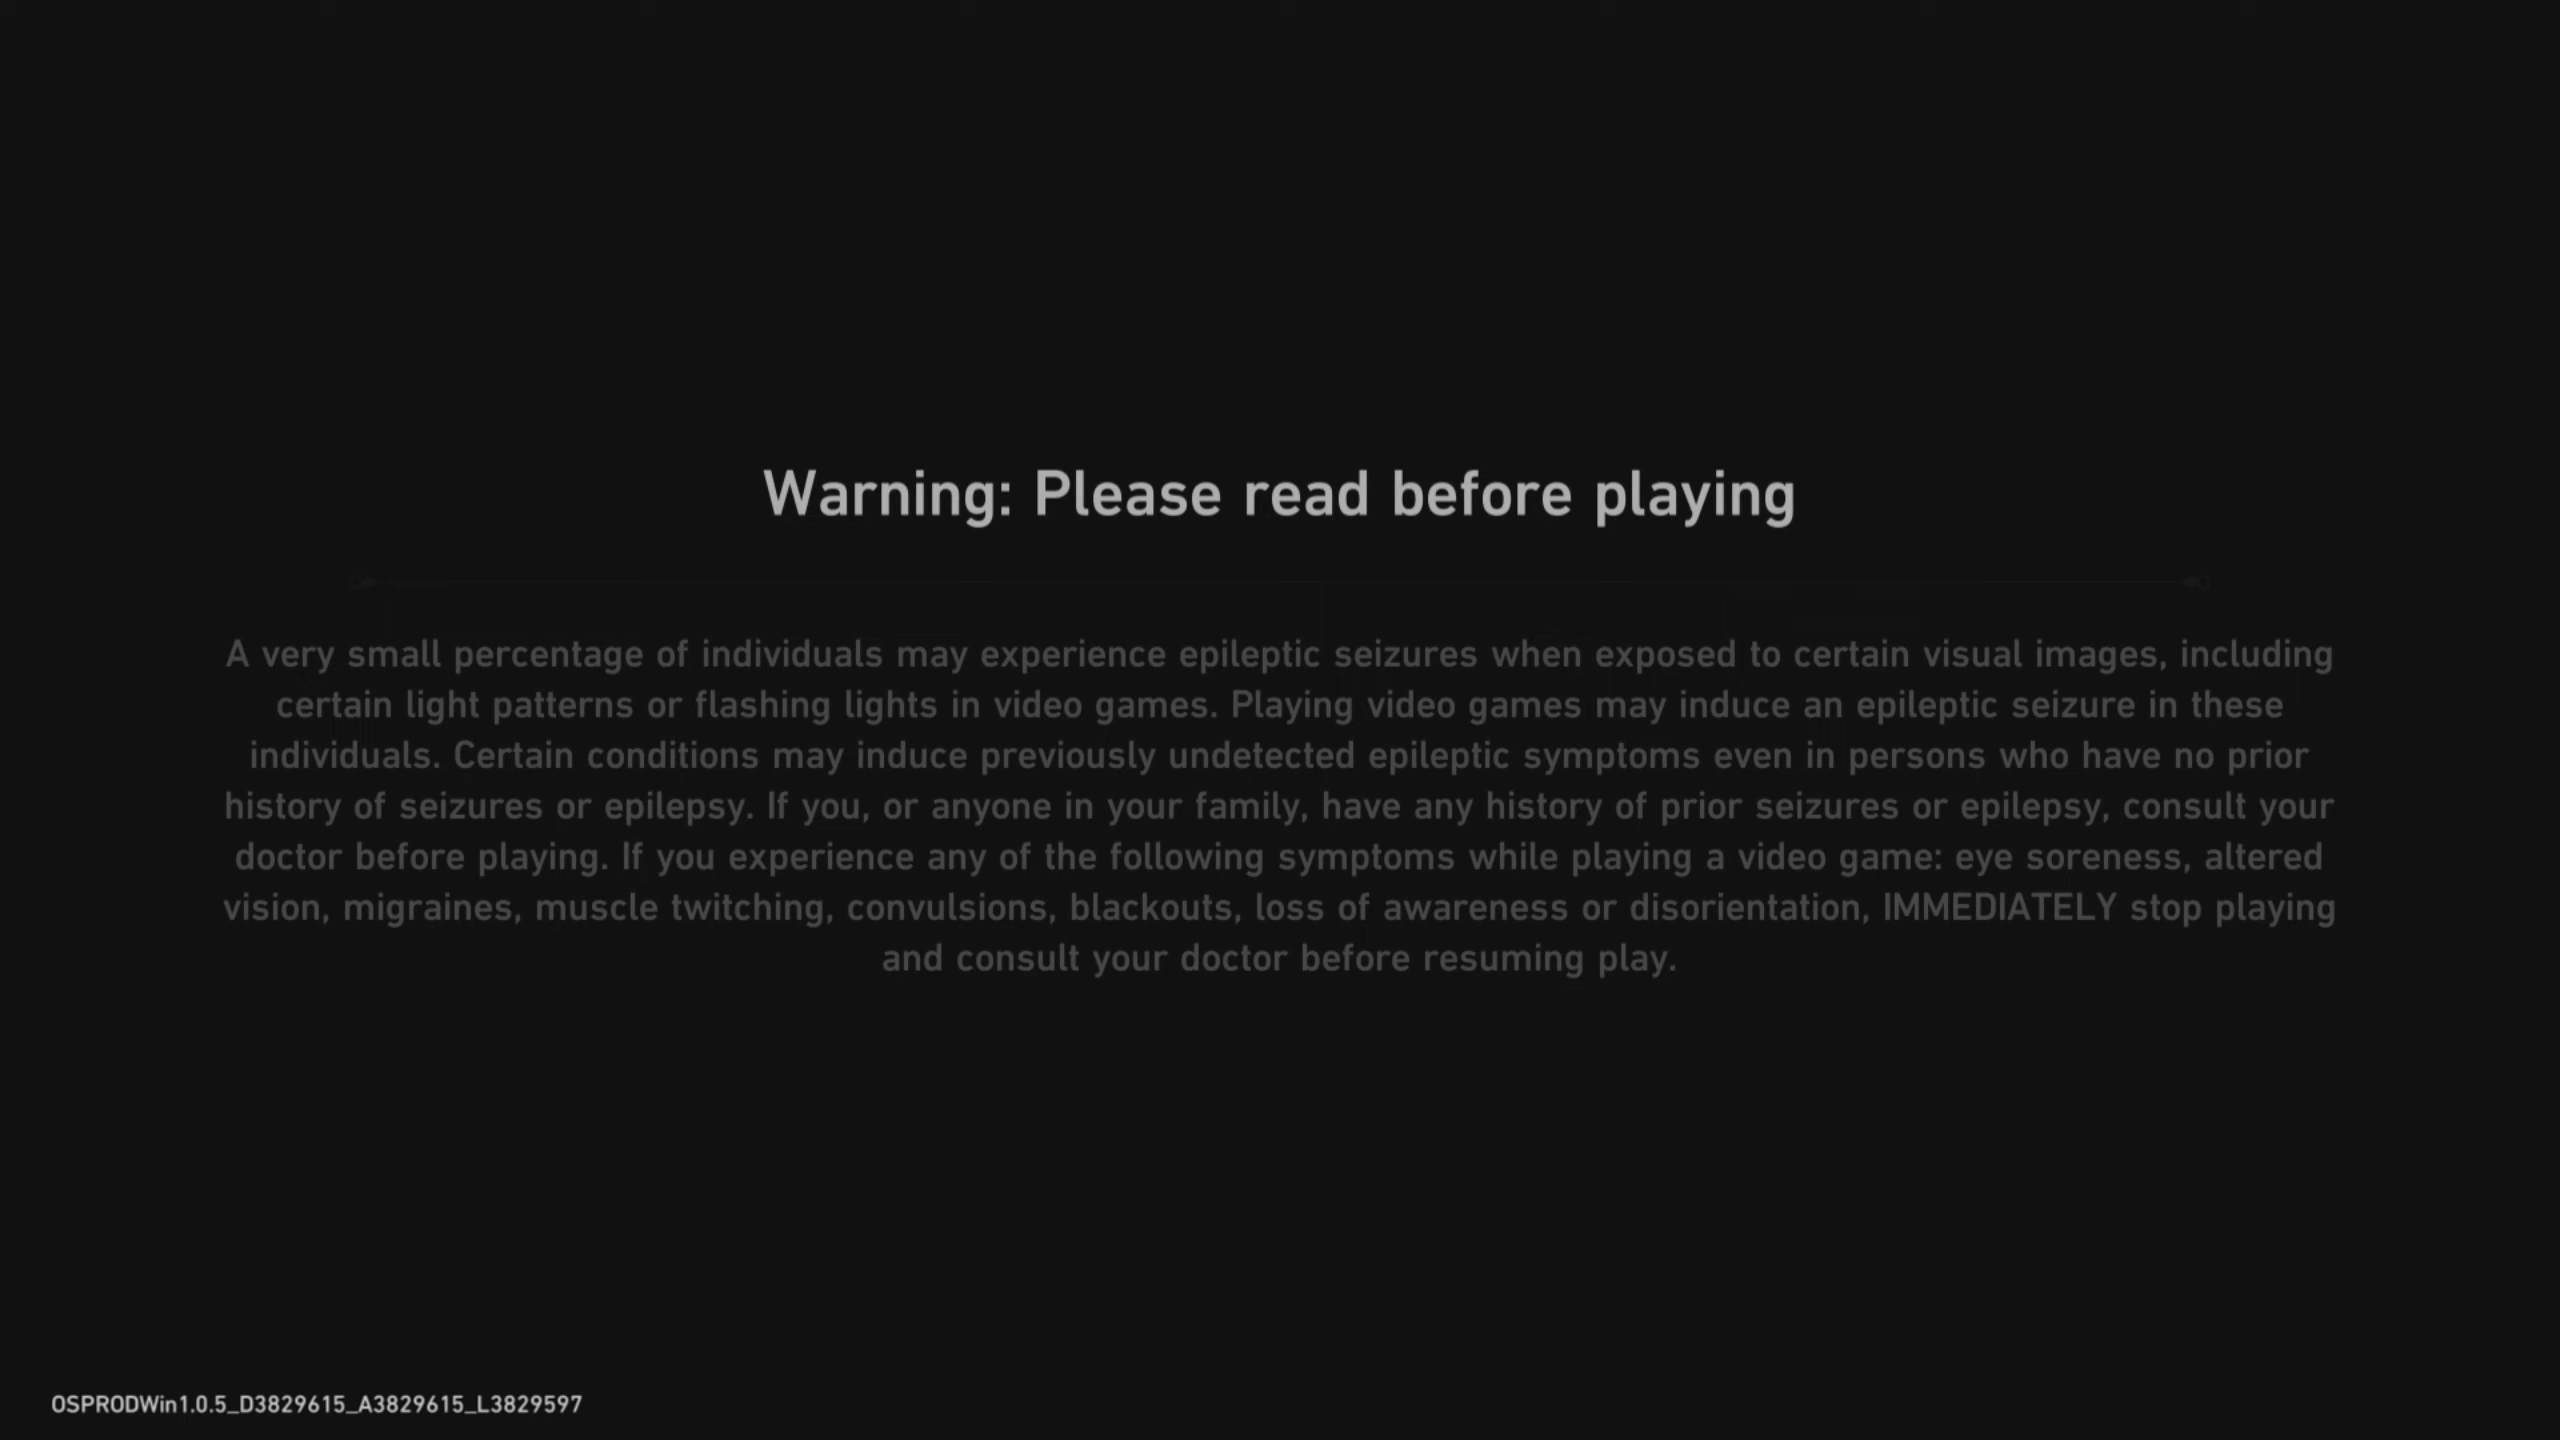 Warning: Please read before playing
A very small percentage of individuals may experience epileptic seizures when exposed to certain visual images, including
certain light patterns or flashing lights in video games. Playing video games may induce an epileptic seizure in these
individuals. Certain conditions may induce previously undetected epileptic symptoms even in persons who have no prior
history of seizures or epilepsy. If you, or anyone in your family, have any history of prior seizures or epilepsy, consult your
doctor before playing. If you experience any of the following symptoms while playing a video game: eye soreness, altered
vision, migraines, muscle twitching, convulsions, blackouts, loss of awareness or disorientation, IMMEDIATELY stop playing
and consult your doctor before resuming play.
OSPRODWin1.0.5_D3829615_A3829615_L3829597